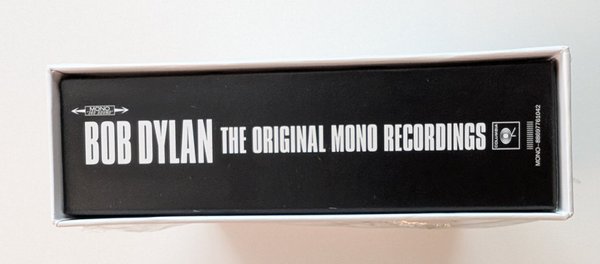 MONO
BOB DYLAN THE ORIGINAL MONO RECORDINGS
COLUMBIA
MONO-88697761042